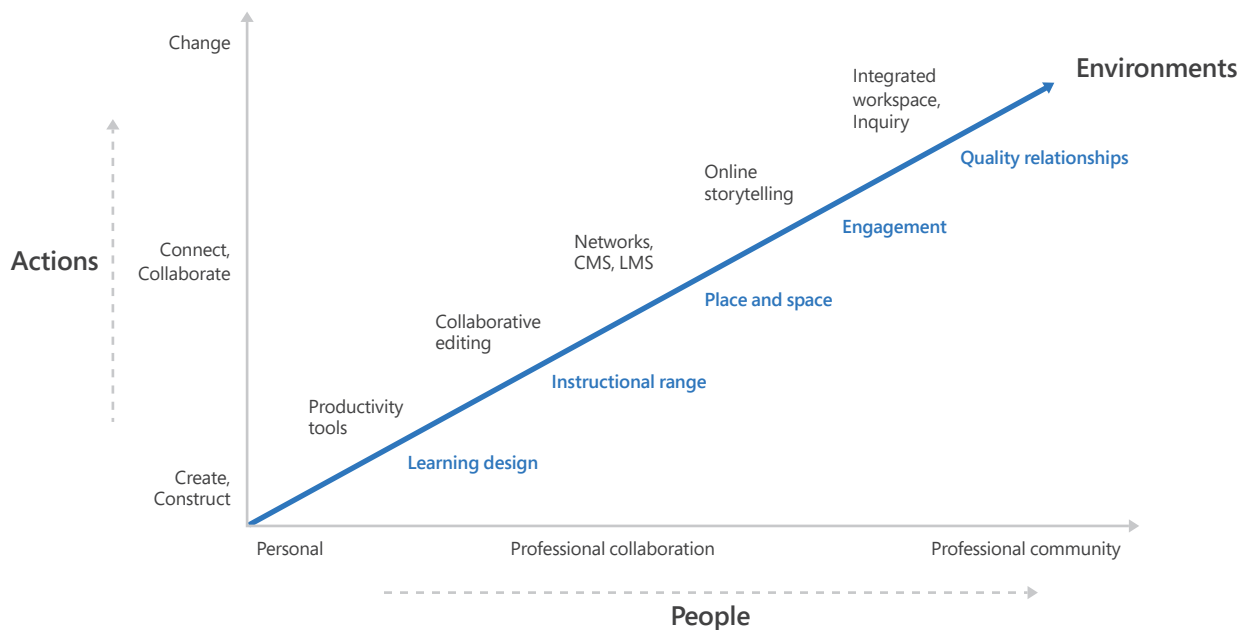 Change
Environments
Integrated
workspace,
Inquiry
Quality relationships
Online
storytelling
Engagement
Actions
Connect,
Collaborate
Networks,
CMS, LMS
Place and space
Collaborative
editing
Instructional range
Productivity
tools
Learning design
Create,
Construct
Personal
Professional collaboration
Professional community
People